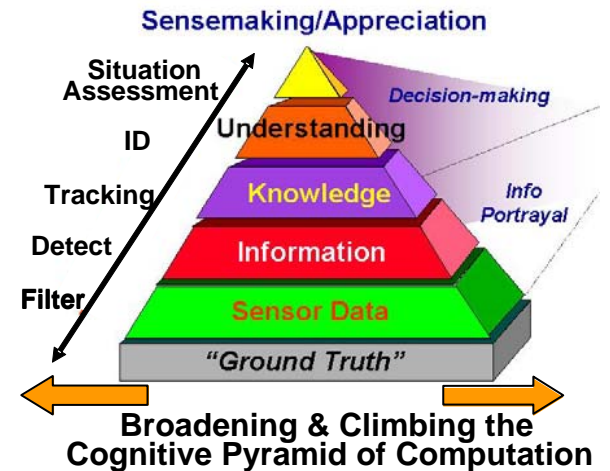 Sensemaking/Appreciation
Situation
Assessment
ID
Tracking
Detect
Filter
Decision-making
Info
Portrayal
Understanding
Knowledge
Information
Sensor Data
“Ground Truth”
Broadening & Climbing the
Cognitive Pyramid of Computation